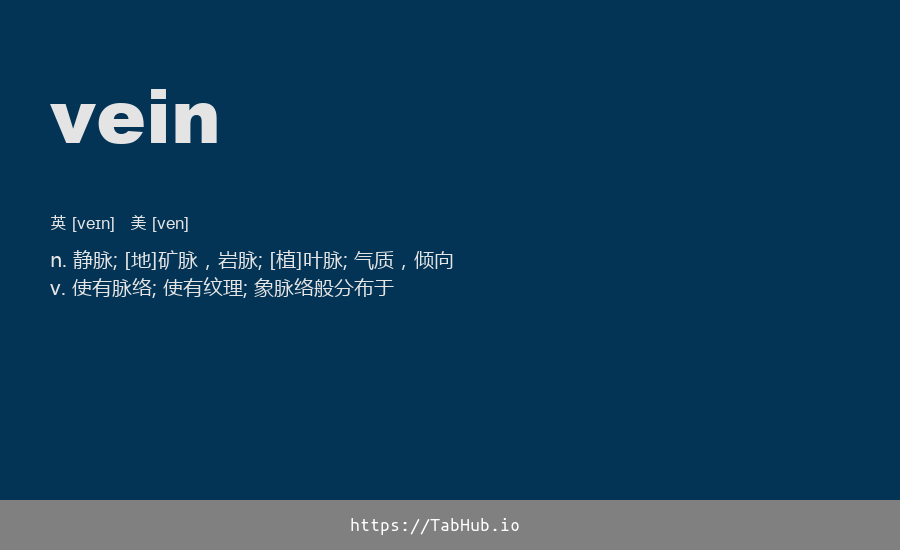 vein
英 [veɪn]   美 [ven]
n. 静脉; [地]矿脉，岩脉; [植]叶脉; 气质，倾向
v. 使有脉络; 使有纹理; 象脉络般分布于
https://TabHub.io